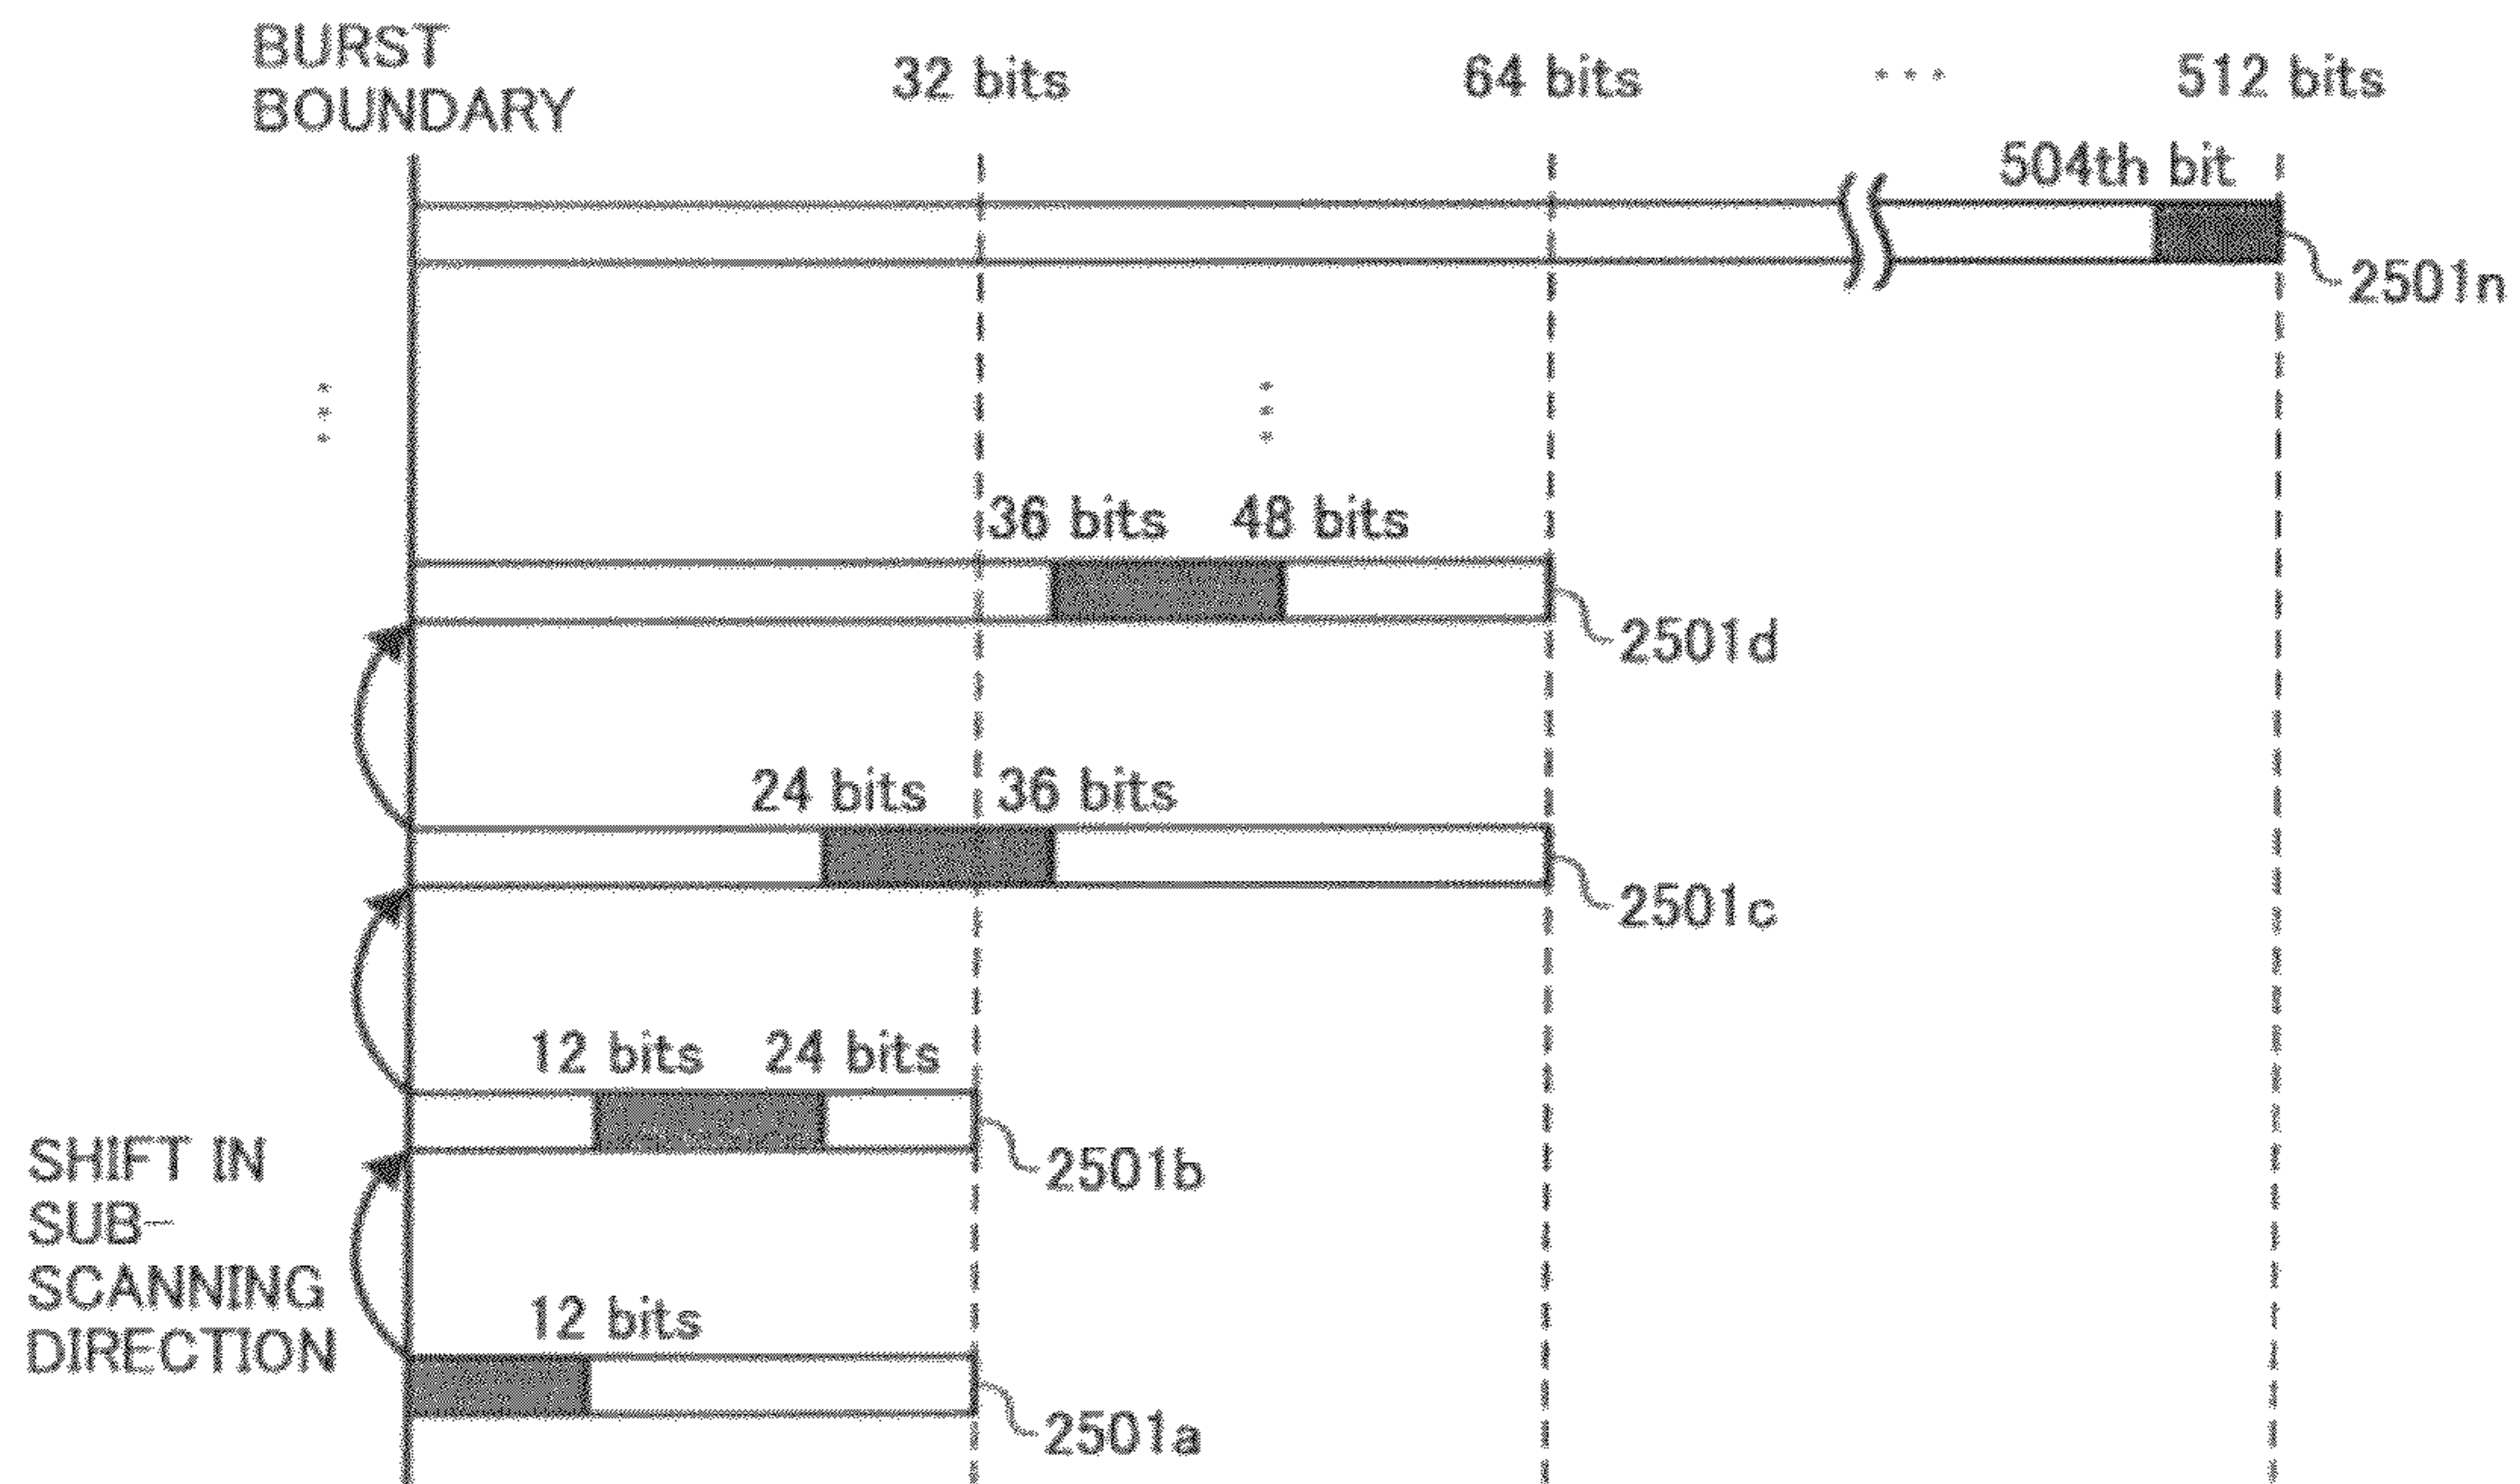 BURST
BOUNDARY
32 bits
64 bits
...
512 bits
504th bit
2501n
36 bits
48 bits
2501d
24 bits
36 bits
2501c
12 bits
24 bits
2501b
SHIFT IN
SUB-
SCANNING
DIRECTION
12 bits
2501a